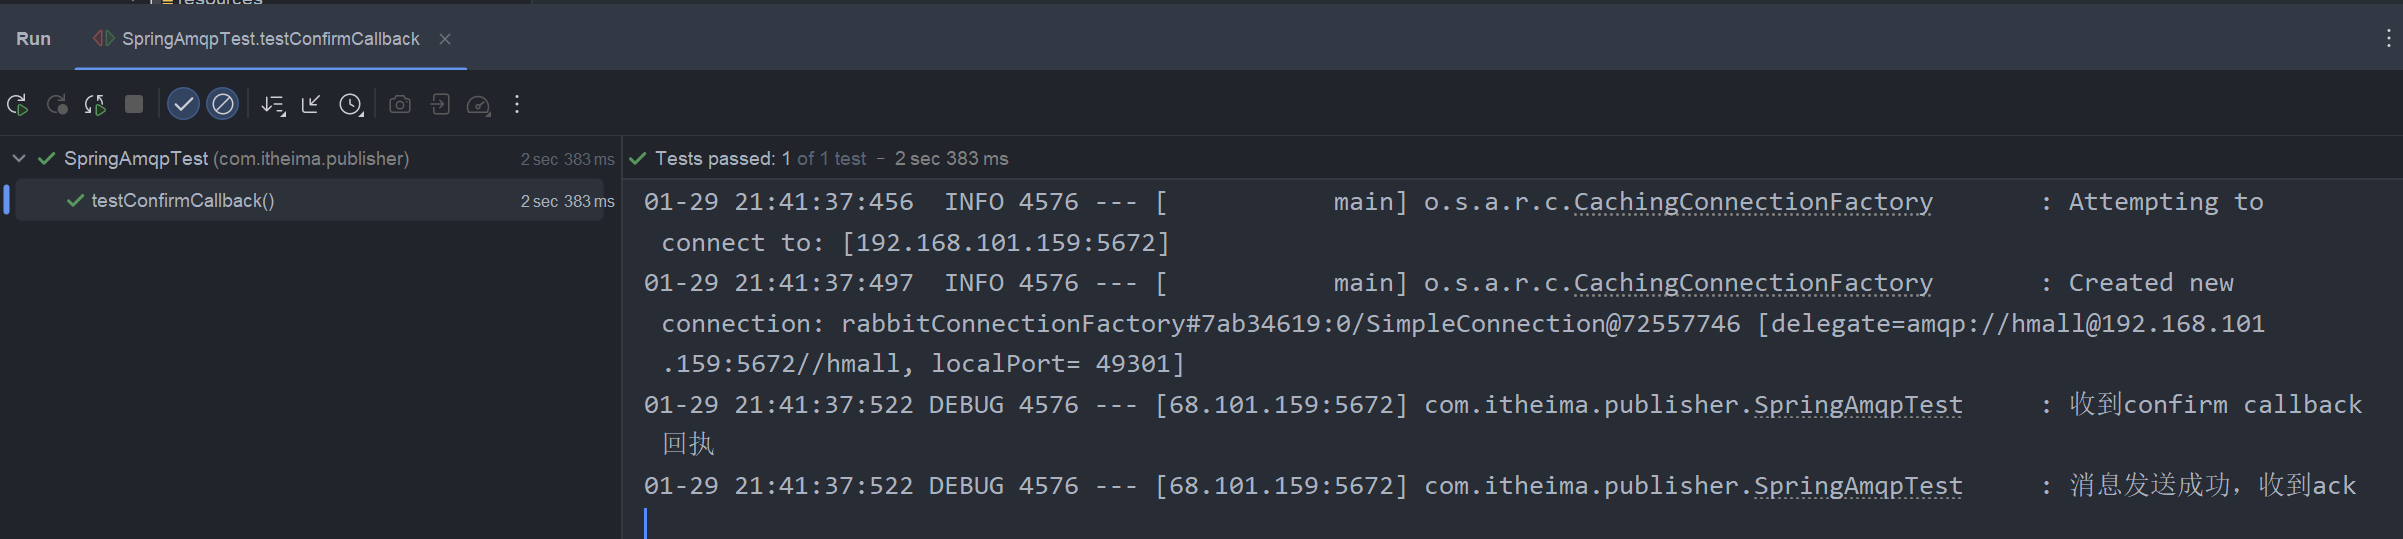 resources
Run SpringAmqpTest.testConfirmCallback
SpringAmqpTest (com.itheima.publisher) 2 sec 383 ms
testConfirmCallback() 2 sec 383 ms
Tests passed: 1 of 1 test – 2 sec 383 ms
01-29 21:41:37:456  INFO 4576 --- [           main] o.s.a.r.c.CachingConnectionFactory       : Attempting to
connect to: [192.168.101.159:5672]
01-29 21:41:37:497  INFO 4576 --- [           main] o.s.a.r.c.CachingConnectionFactory       : Created new
connection: rabbitConnectionFactory#7ab34619:0/SimpleConnection@72557746 [delegate=amqp://hmall@192.168.101
.159:5672//hmall, localPort= 49301]
01-29 21:41:37:522 DEBUG 4576 --- [68.101.159:5672] com.itheima.publisher.SpringAmqpTest     : 收到confirm callback
回执
01-29 21:41:37:522 DEBUG 4576 --- [68.101.159:5672] com.itheima.publisher.SpringAmqpTest     : 消息发送成功，收到ack